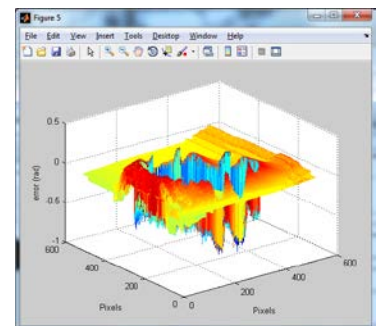 Figure 5
File Edit View Insert Tools Desktop Window Help
0.5
0
-0.5
-1
error (rad)
600
400
200
0
Pixels
0
200
400
600
Pixels